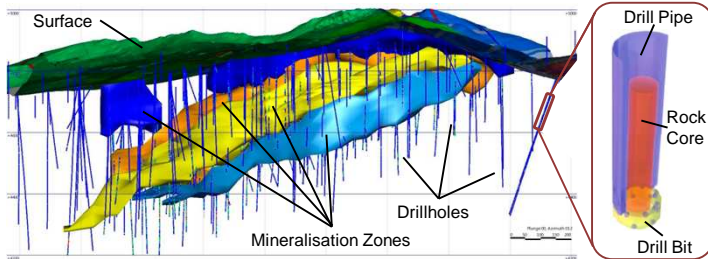 Surface
Drill Pipe
Rock
Core
Drillholes
Mineralisation Zones
Drill Bit